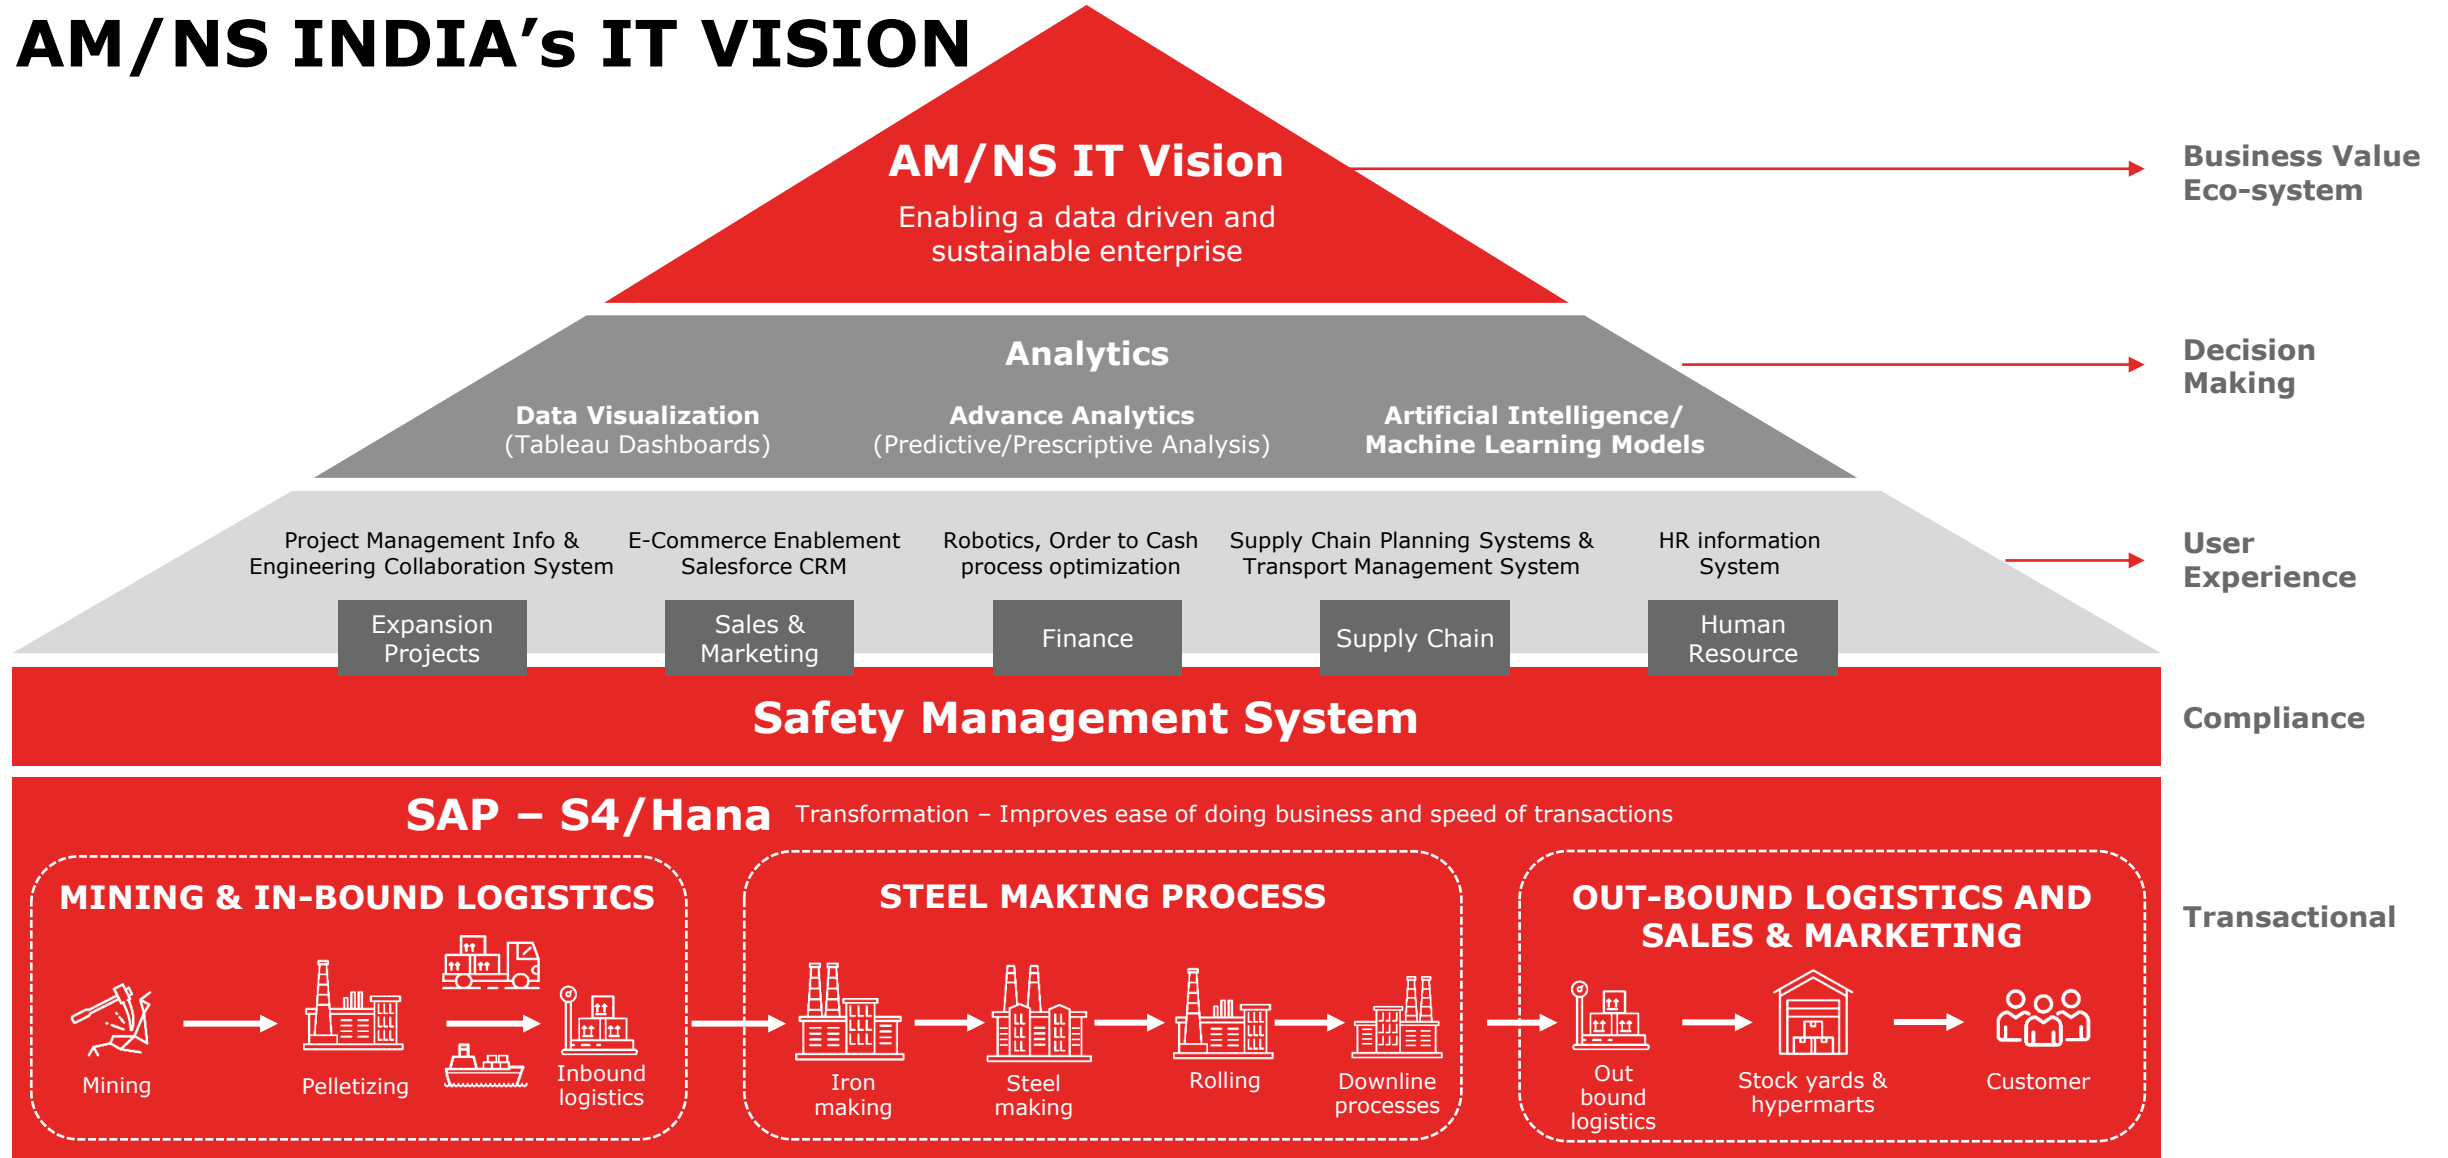 AM/NS INDIA’s IT VISION
AM/NS IT Vision
Enabling a data driven and
sustainable enterprise
Business Value
Eco-system
Analytics
Data Visualization
(Tableau Dashboards)
Advance Analytics
(Predictive/Prescriptive Analysis)
Artificial Intelligence/
Machine Learning Models
Decision
Making
Project Management Info &
Engineering Collaboration System
E-Commerce Enablement
Salesforce CRM
Robotics, Order to Cash
process optimization
Supply Chain Planning Systems &
Transport Management System
HR information
System
User
Experience
Expansion
Projects
Sales &
Marketing
Finance
Supply Chain
Human
Resource
Safety Management System
Compliance
SAP – S4/Hana
Transformation – Improves ease of doing business and speed of transactions
Transactional
MINING & IN-BOUND LOGISTICS
Mining
Pelletizing
Inbound
logistics
STEEL MAKING PROCESS
Iron
making
Steel
making
Rolling
Downline
processes
OUT-BOUND LOGISTICS AND
SALES & MARKETING
Out
bound
logistics
Stock yards &
hypermarts
Customer